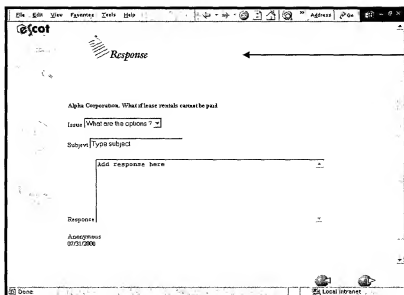 File Edit View Favorites Tools Help Address Go
escot
Response
Alpha Corporation, What if lease rentals cannot be paid
Issue What are the options ?
Subject Type subject
Add response here
Response
Anonymous
07/31/2000
Done Local intranet